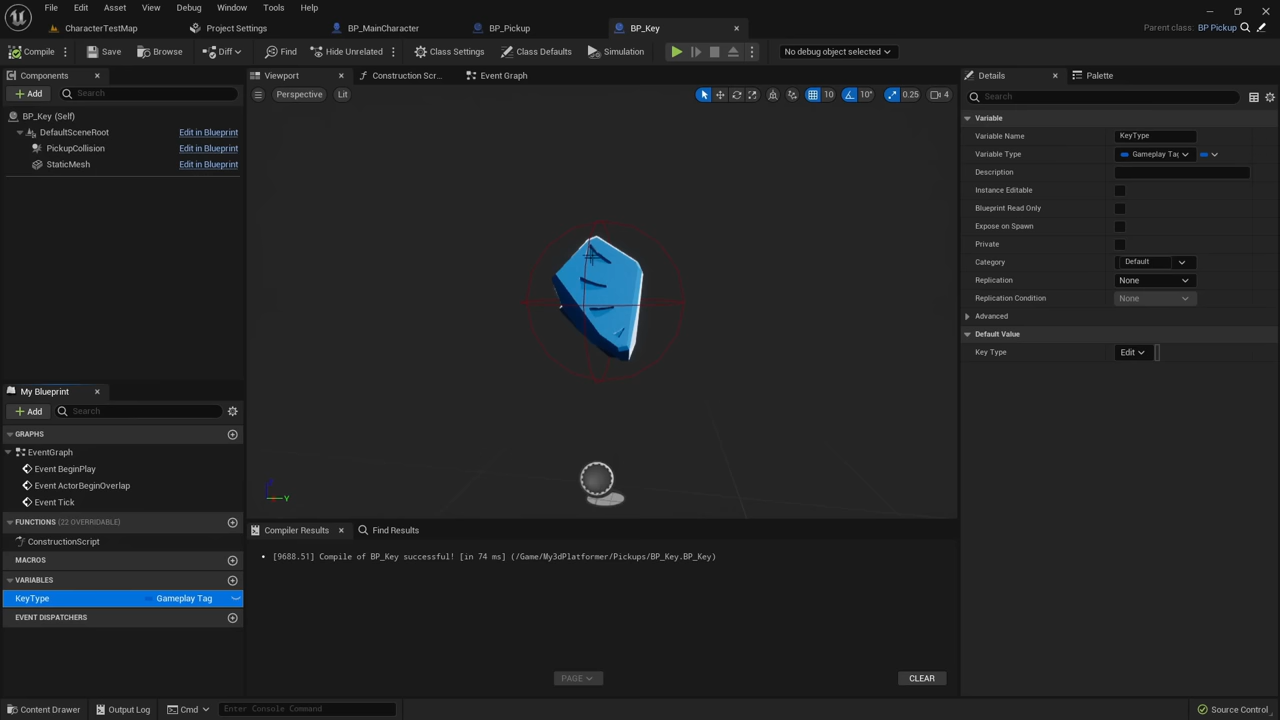 File Edit Asset View Debug Window Tools Help
CharacterTestMap Project Settings BP_MainCharacter BP_Pickup BP_Key Parent class: BP Pickup
Compile Save Browse Diff Find Hide Unrelated Class Settings Class Defaults Simulation No debug object selected
Components
Add Search
BP_Key (Self)
DefaultSceneRoot Edit in Blueprint
PickupCollision Edit in Blueprint
StaticMesh Edit in Blueprint
My Blueprint
Add Search
GRAPHS
EventGraph
Event BeginPlay
Event ActorBeginOverlap
Event Tick
FUNCTIONS (22 OVERRIDABLE)
ConstructionScript
MACROS
VARIABLES
KeyType Gameplay Tag
EVENT DISPATCHERS
Viewport Construction Scr... Event Graph
Perspective Lit 10 10° 0.25 4
Y
Compiler Results Find Results
[9688.51] Compile of BP_Key successful! [in 74 ms] (/Game/My3dPlatformer/Pickups/BP_Key.BP_Key)
PAGE CLEAR
Details Palette
Search
Variable
Variable Name KeyType
Variable Type Gameplay Tag
Description
Instance Editable
Blueprint Read Only
Expose on Spawn
Private
Category Default
Replication None
Replication Condition None
Advanced
Default Value
Key Type Edit
Content Drawer Output Log Cmd Enter Console Command Source Control